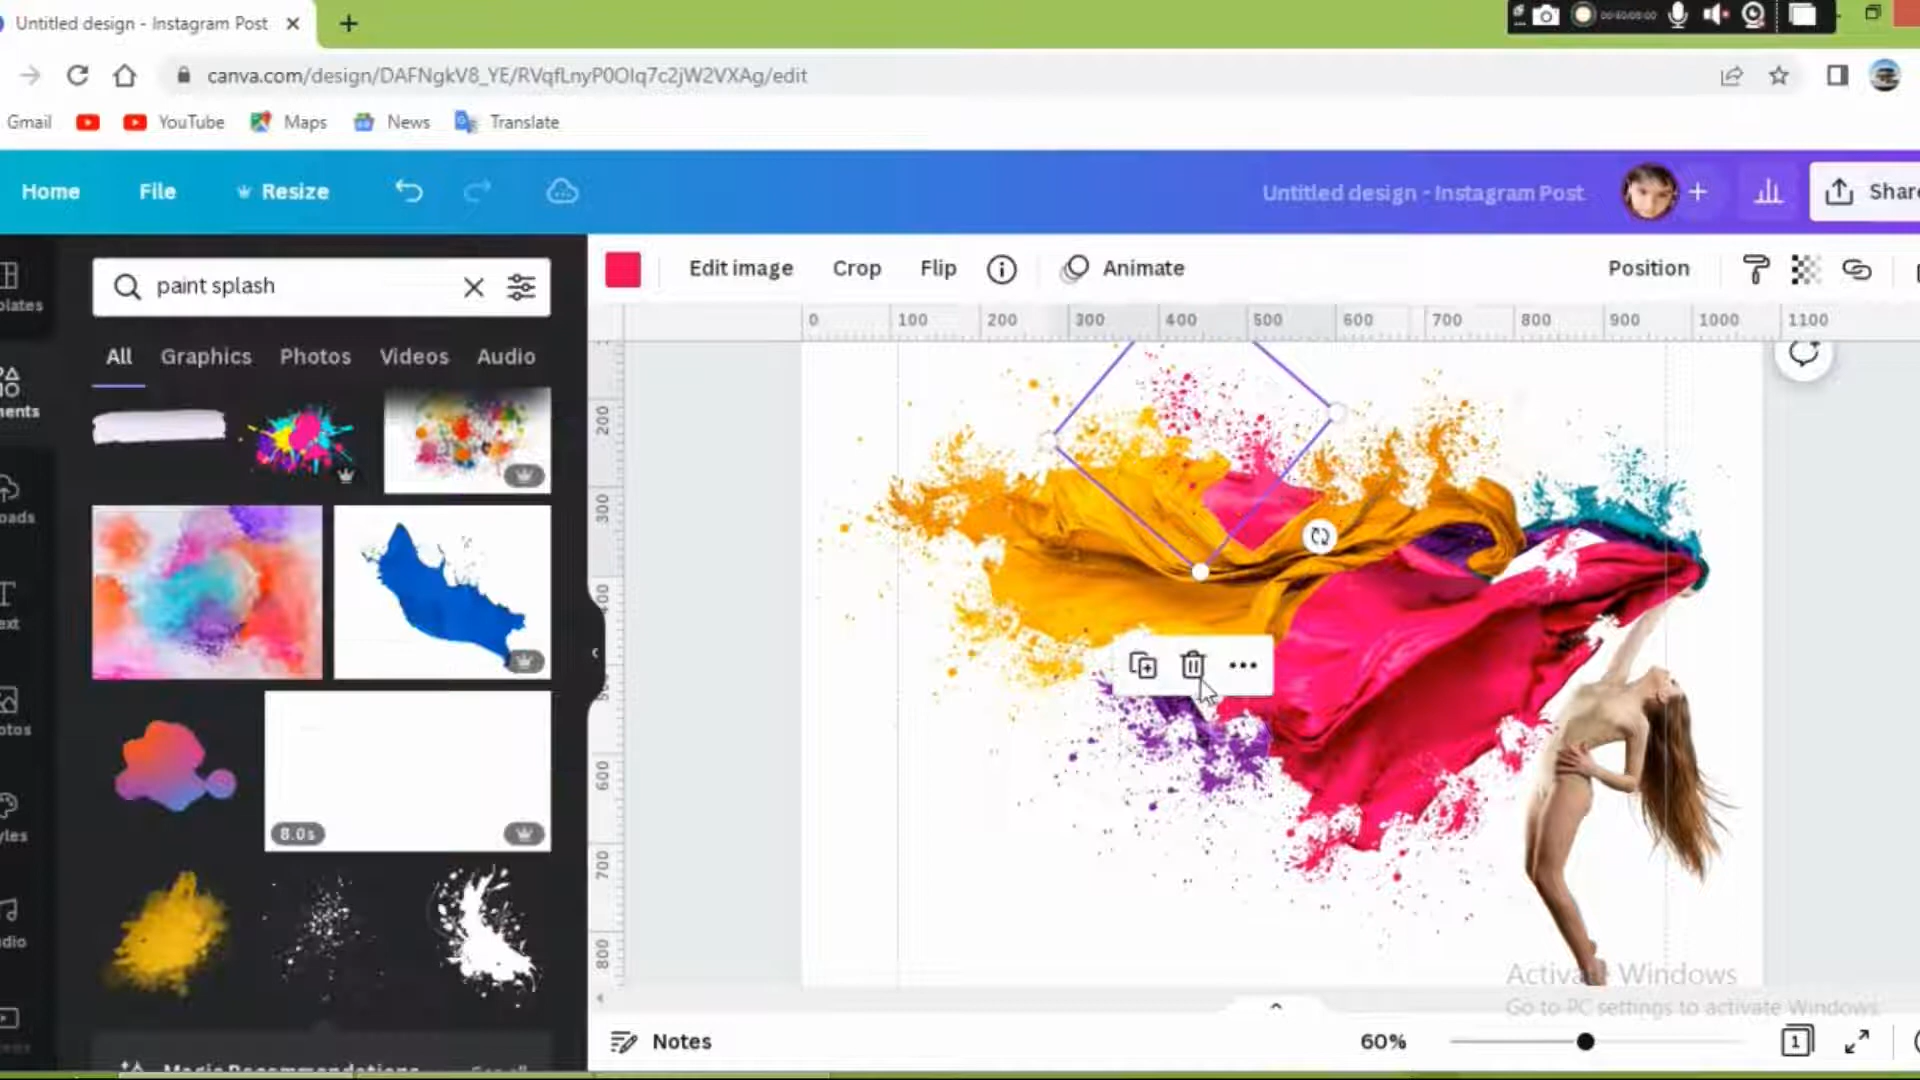 Untitled design - Instagram Post
canva.com/design/DAFNgkV8_YE/RVqfLnyP0OIq7c2jW2VXAg/edit
Gmail YouTube Maps News Translate
Home File Resize Untitled design - Instagram Post Share
paint splash
Edit image Crop Flip Animate Position
0 100 200 300 400 500 600 700 800 900 1000 1100
All Graphics Photos Videos Audio
200
300
400
600
700
800
8.0s
Activate Windows
Go to PC settings to activate Windows.
Notes 60% 1